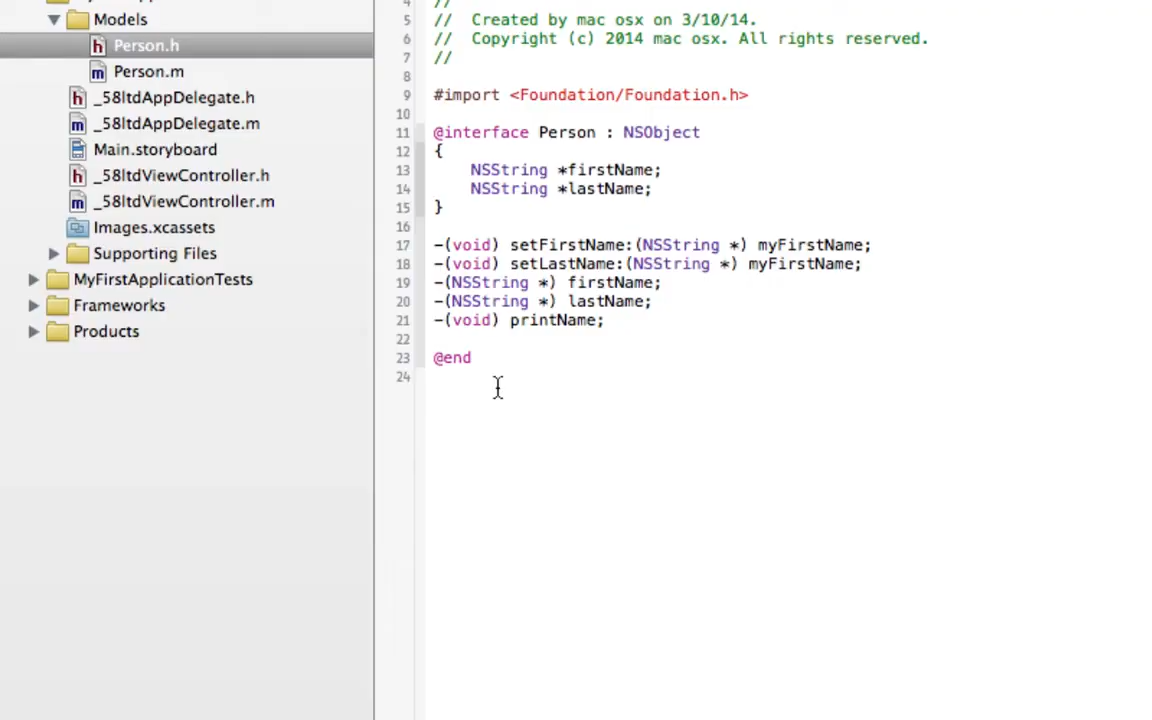 Models
Person.h
Person.m
_58ltdAppDelegate.h
_58ltdAppDelegate.m
Main.storyboard
_58ltdViewController.h
_58ltdViewController.m
Images.xcassets
Supporting Files
MyFirstApplicationTests
Frameworks
Products
4 //
5 // Created by mac osx on 3/10/14.
6 // Copyright (c) 2014 mac osx. All rights reserved.
7 //
8
9 #import <Foundation/Foundation.h>
10
11 @interface Person : NSObject
12 {
13 NSString *firstName;
14 NSString *lastName;
15 }
16
17 -(void) setFirstName:(NSString *) myFirstName;
18 -(void) setLastName:(NSString *) myFirstName;
19 -(NSString *) firstName;
20 -(NSString *) lastName;
21 -(void) printName;
22
23 @end
24